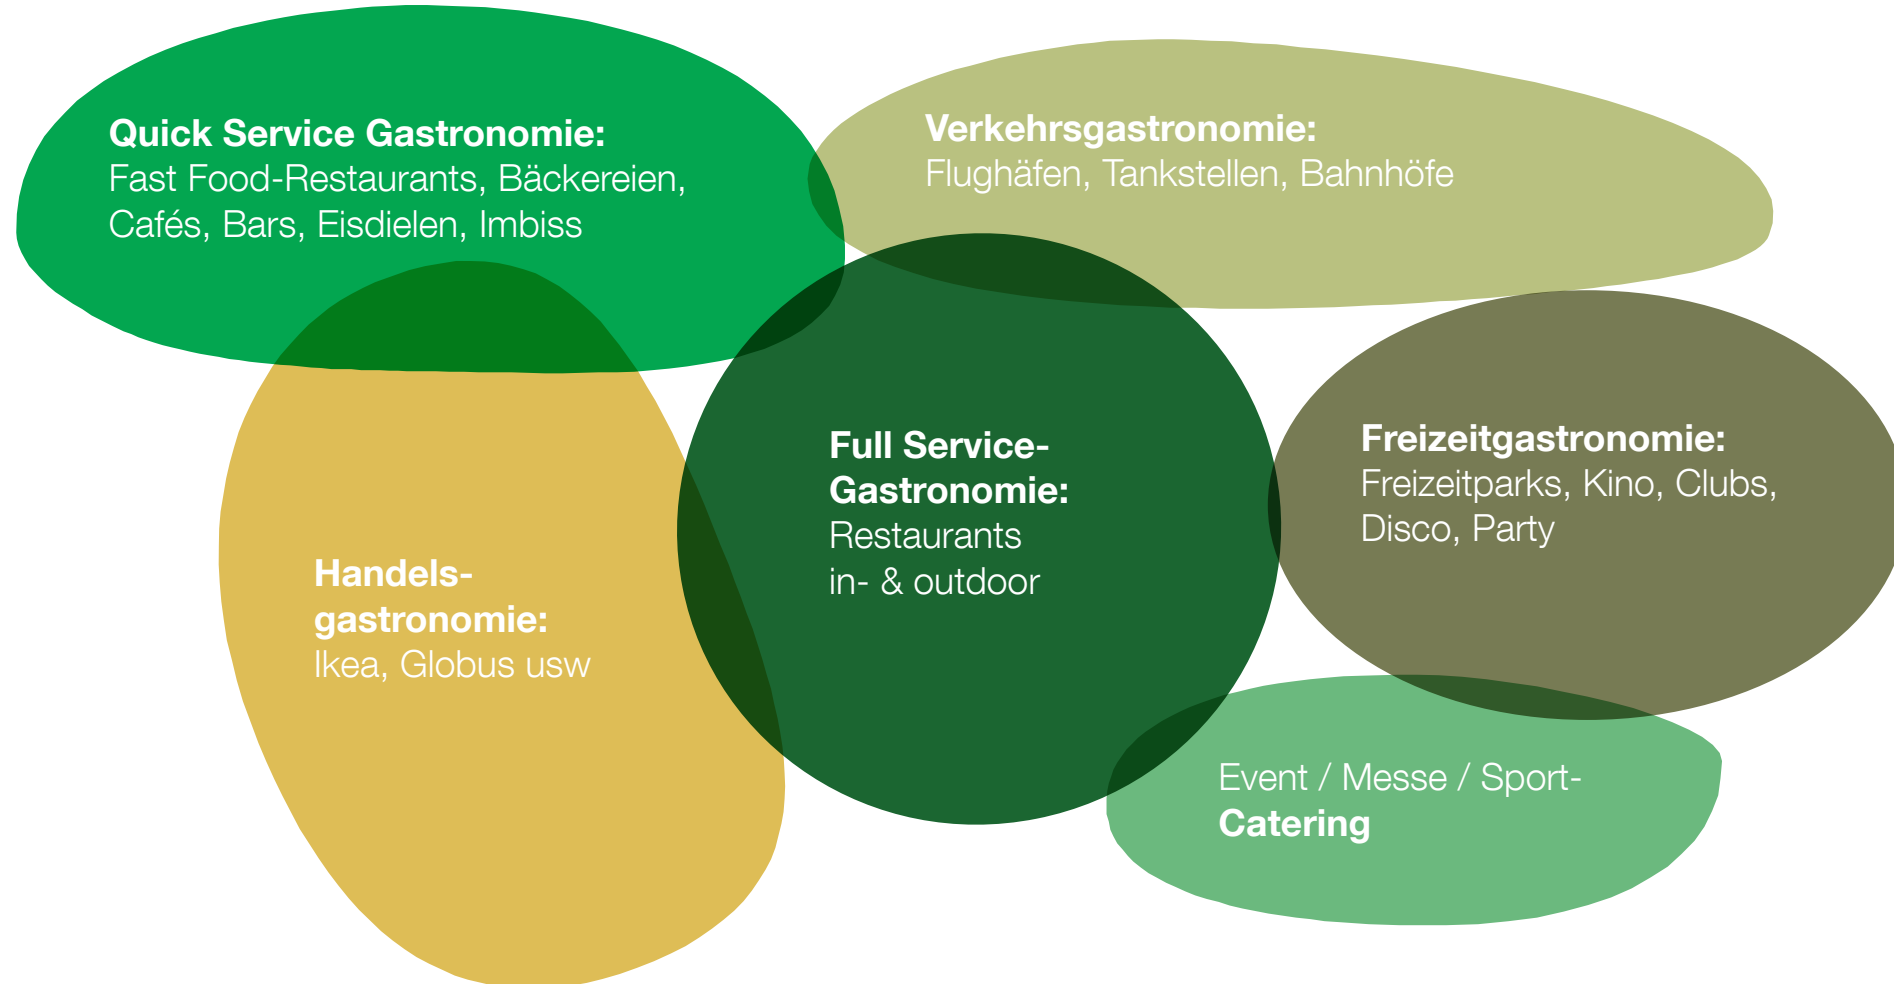 Quick Service Gastronomie:
Fast Food-Restaurants, Bäckereien,
Cafés, Bars, Eisdielen, Imbiss
Verkehrsgastronomie:
Flughäfen, Tankstellen, Bahnhöfe
Full Service-
Gastronomie:
Restaurants
in- & outdoor
Freizeitgastronomie:
Freizeitparks, Kino, Clubs,
Disco, Party
Handels-
gastronomie:
Ikea, Globus usw
Event / Messe / Sport-
Catering